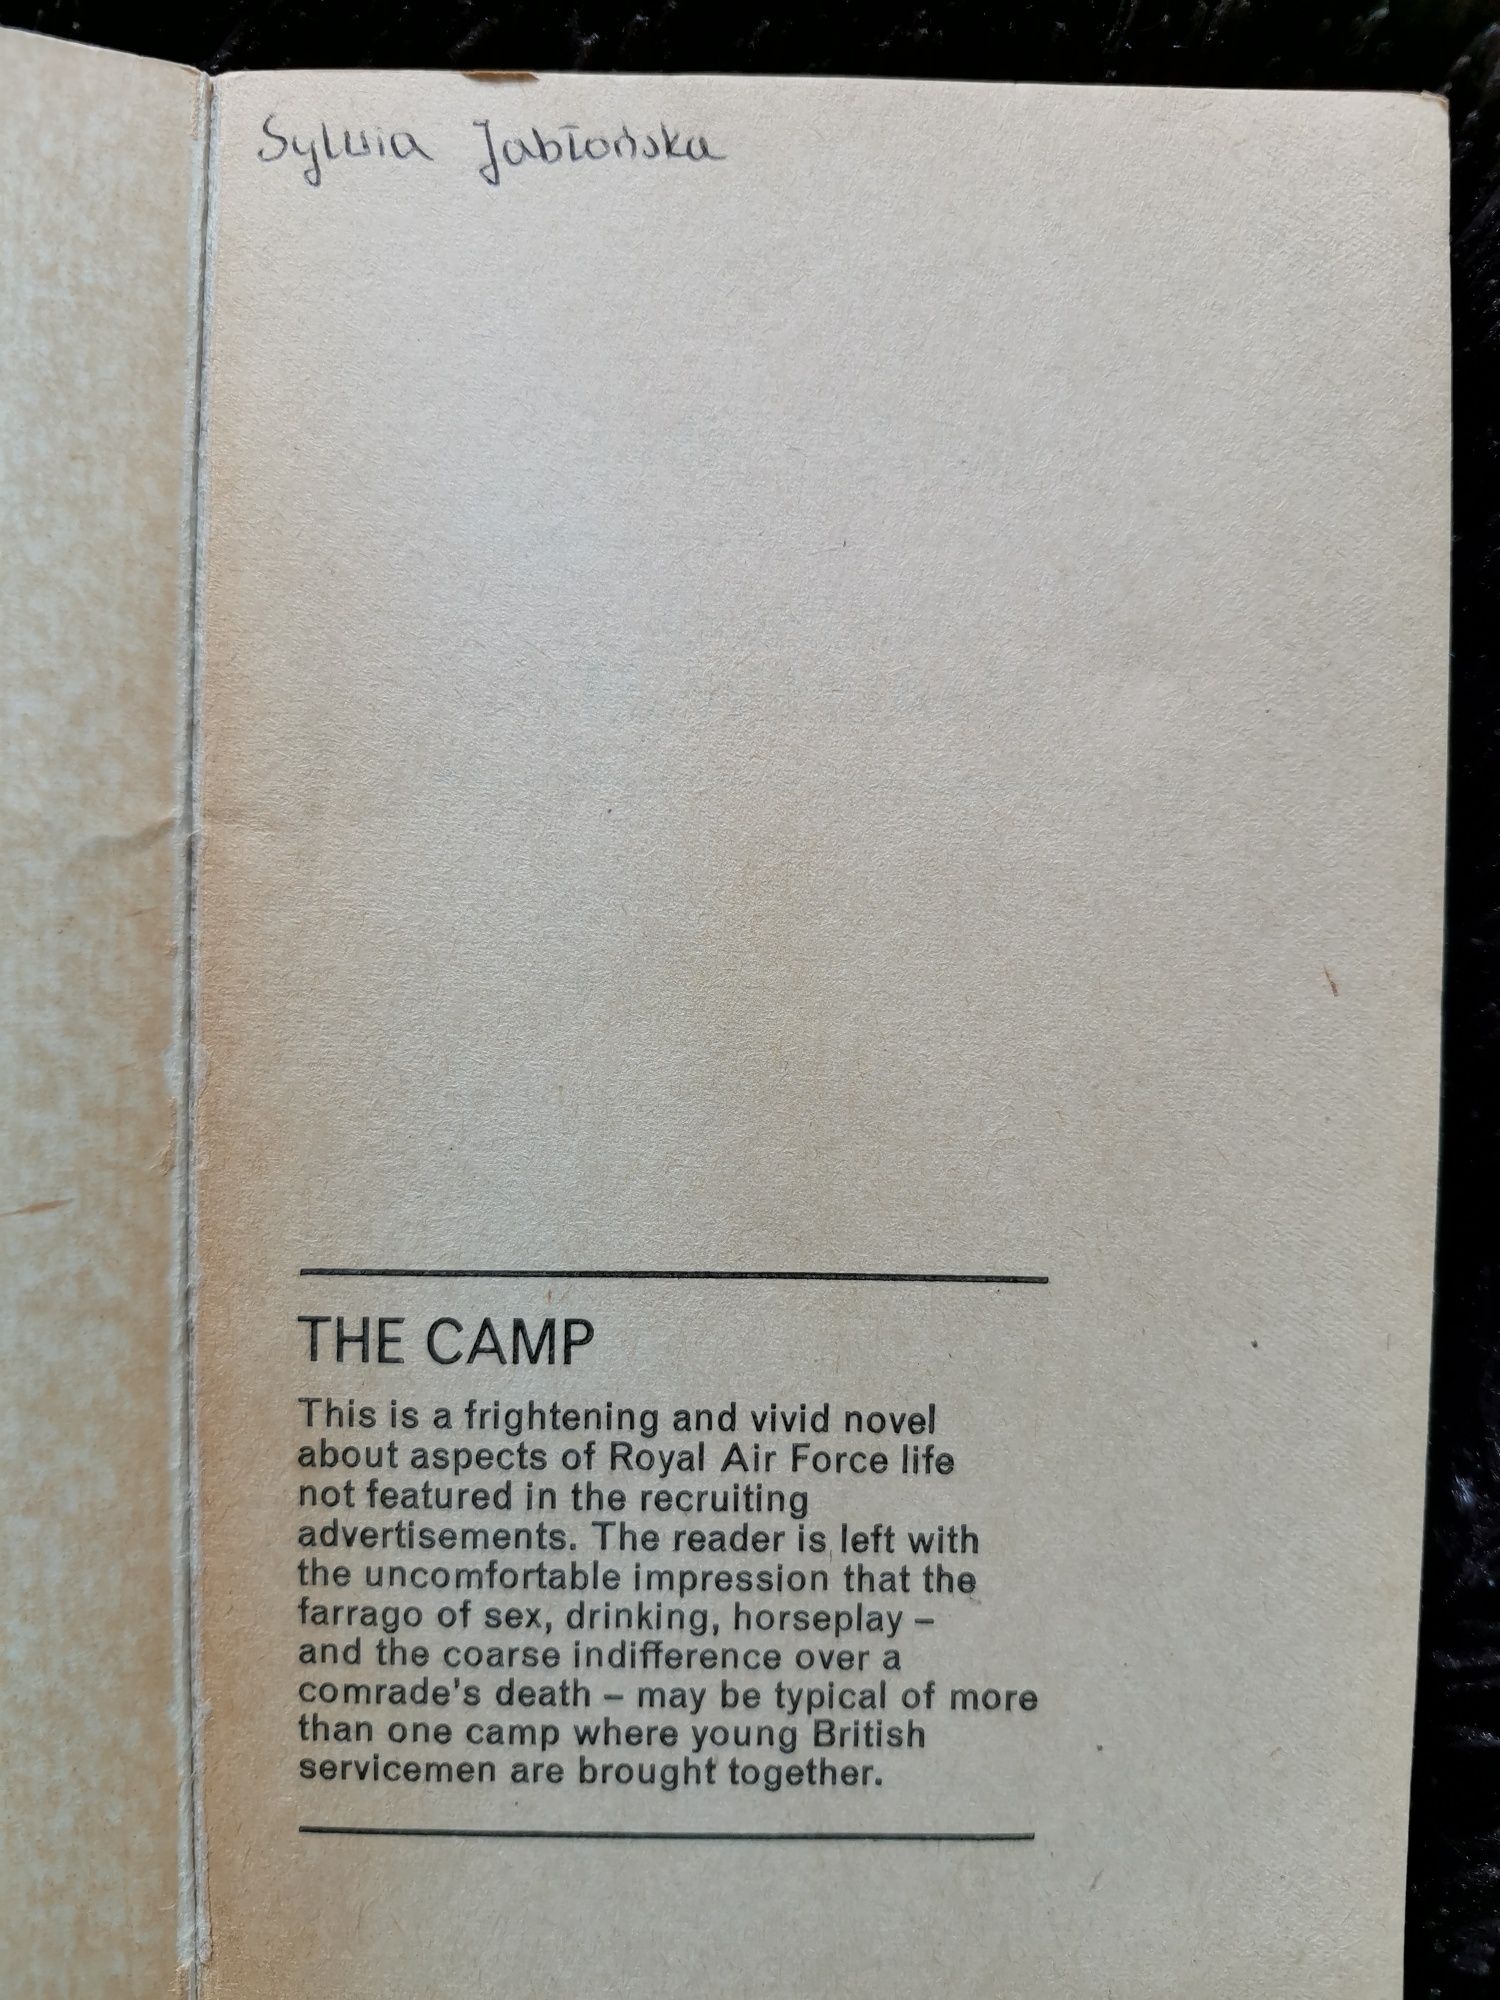 Sylwia Jabłońska
THE CAMP
This is a frightening and vivid novel
about aspects of Royal Air Force life
not featured in the recruiting
advertisements. The reader is left with
the uncomfortable impression that the
farrago of sex, drinking, horseplay –
and the coarse indifference over a
comrade's death – may be typical of more
than one camp where young British
servicemen are brought together.